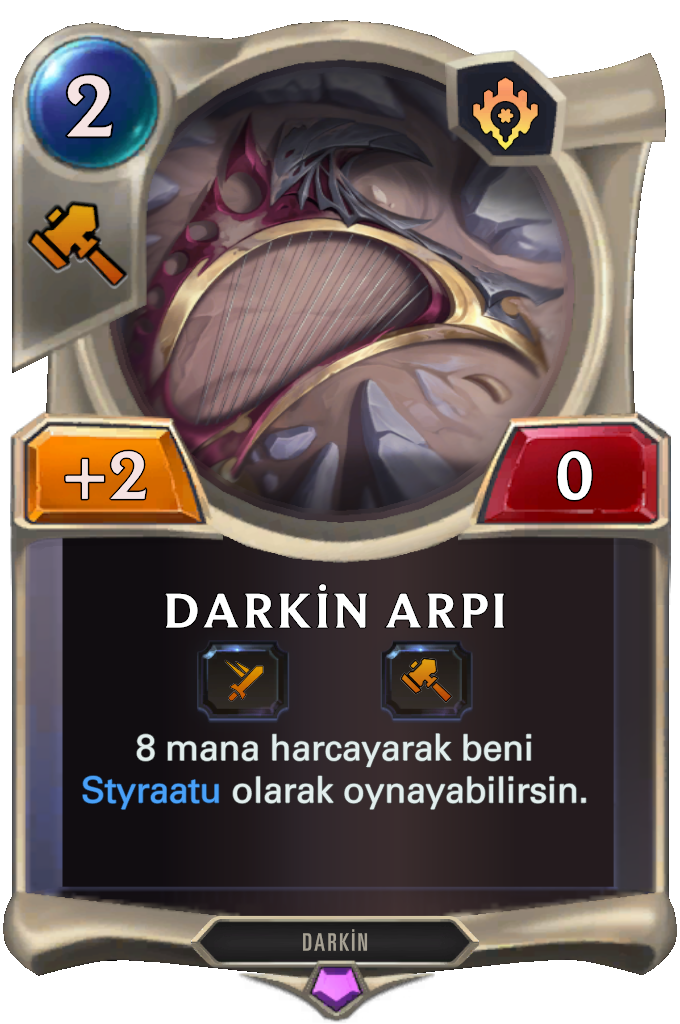 2
+2
0
DARKİN ARPI
8 mana harcayarak beni
Styraatu olarak oynayabilirsin.
DARKİN